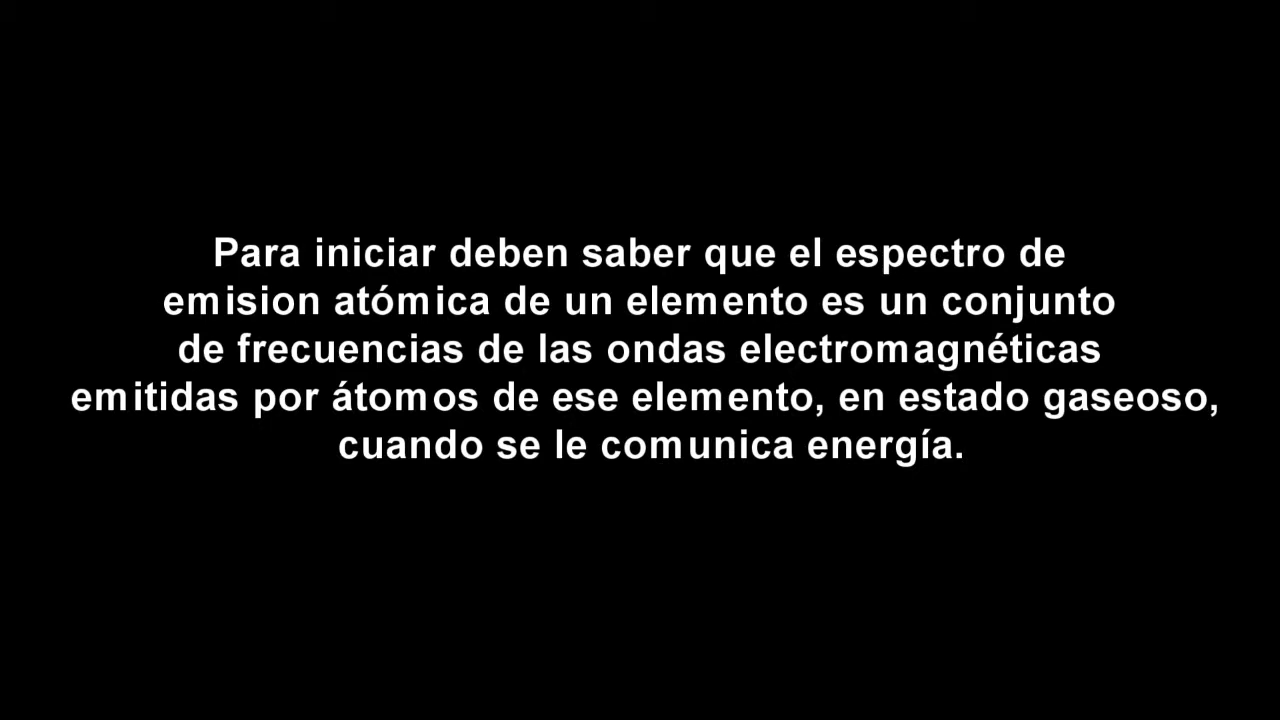 Para iniciar deben saber que el espectro de
emision atómica de un elemento es un conjunto
de frecuencias de las ondas electromagnéticas
emitidas por átomos de ese elemento, en estado gaseoso,
cuando se le comunica energía.